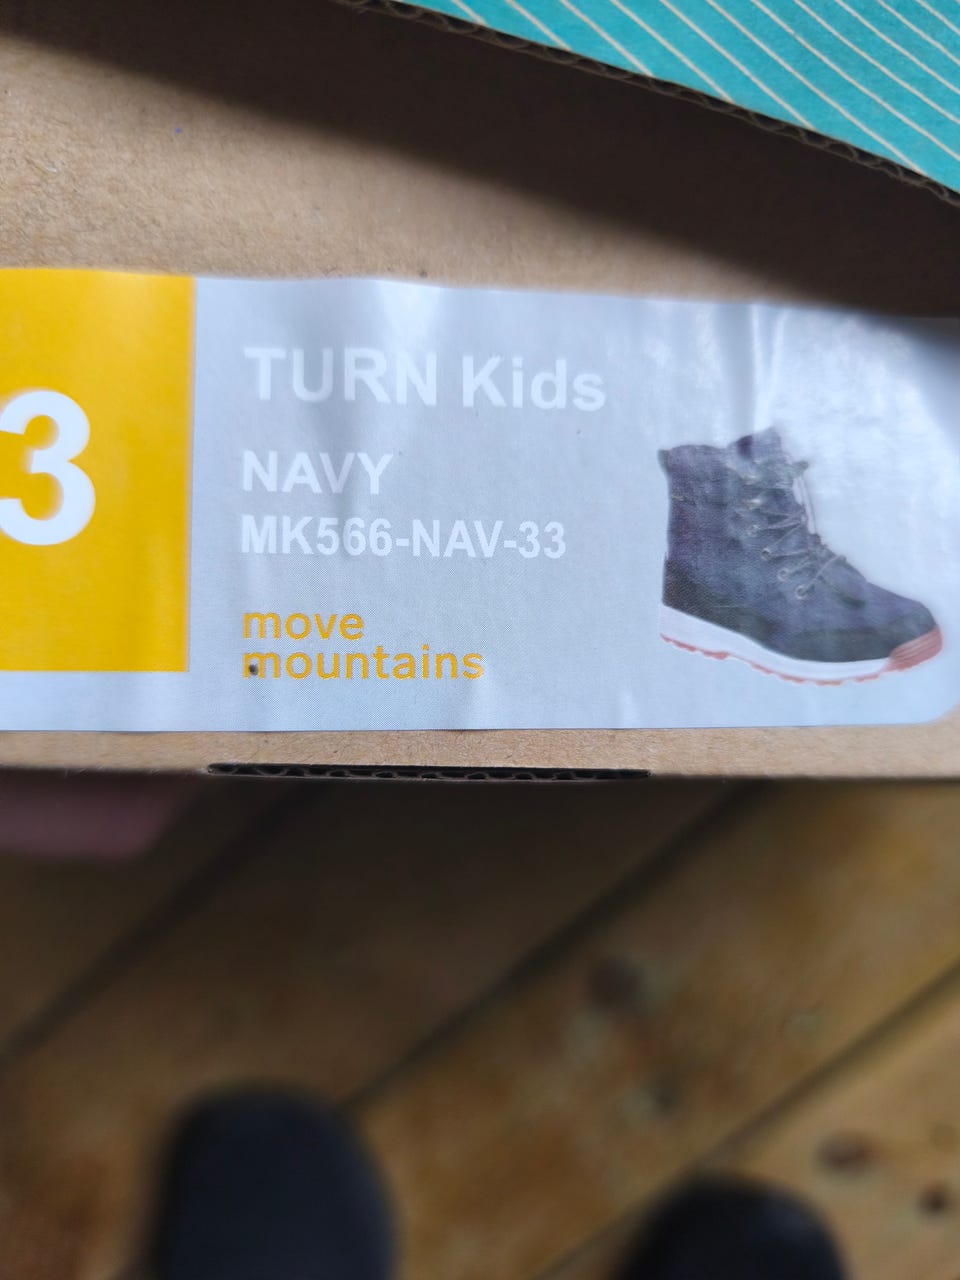 3
TURN Kids
NAVY
MK566-NAV-33
move
mountains